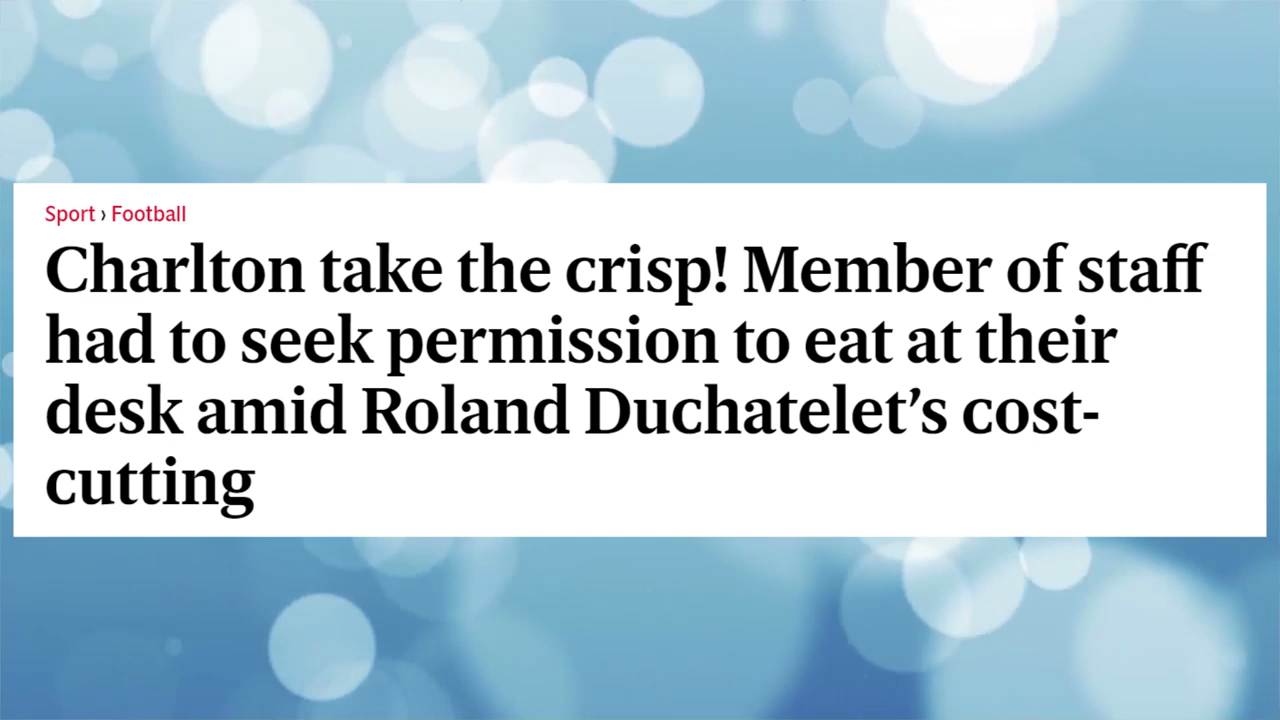 Sport › Football
Charlton take the crisp! Member of staff
had to seek permission to eat at their
desk amid Roland Duchatelet’s cost-
cutting